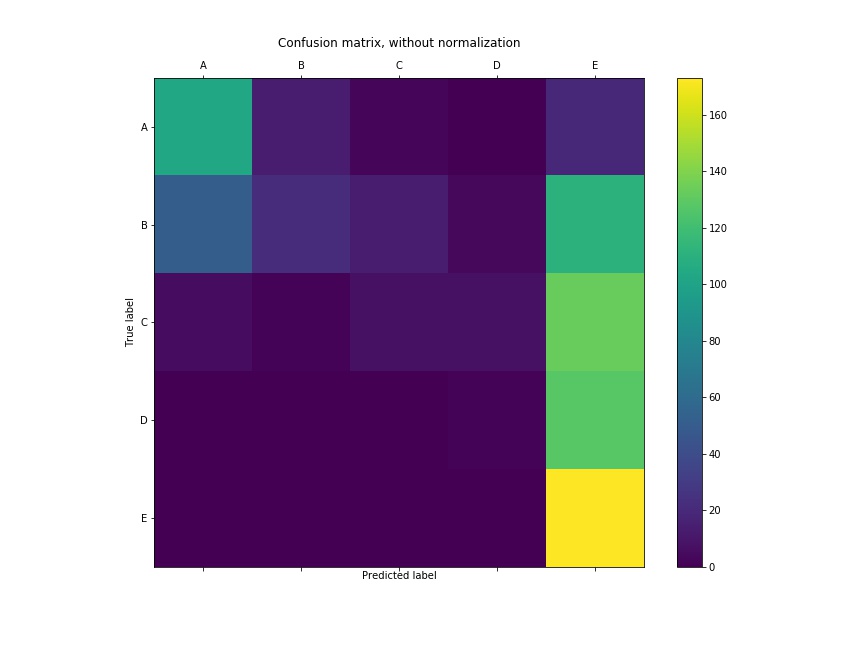 Confusion matrix, without normalization
A B C D E
A
B
C
D
E
True label
Predicted label
160
140
120
100
80
60
40
20
0